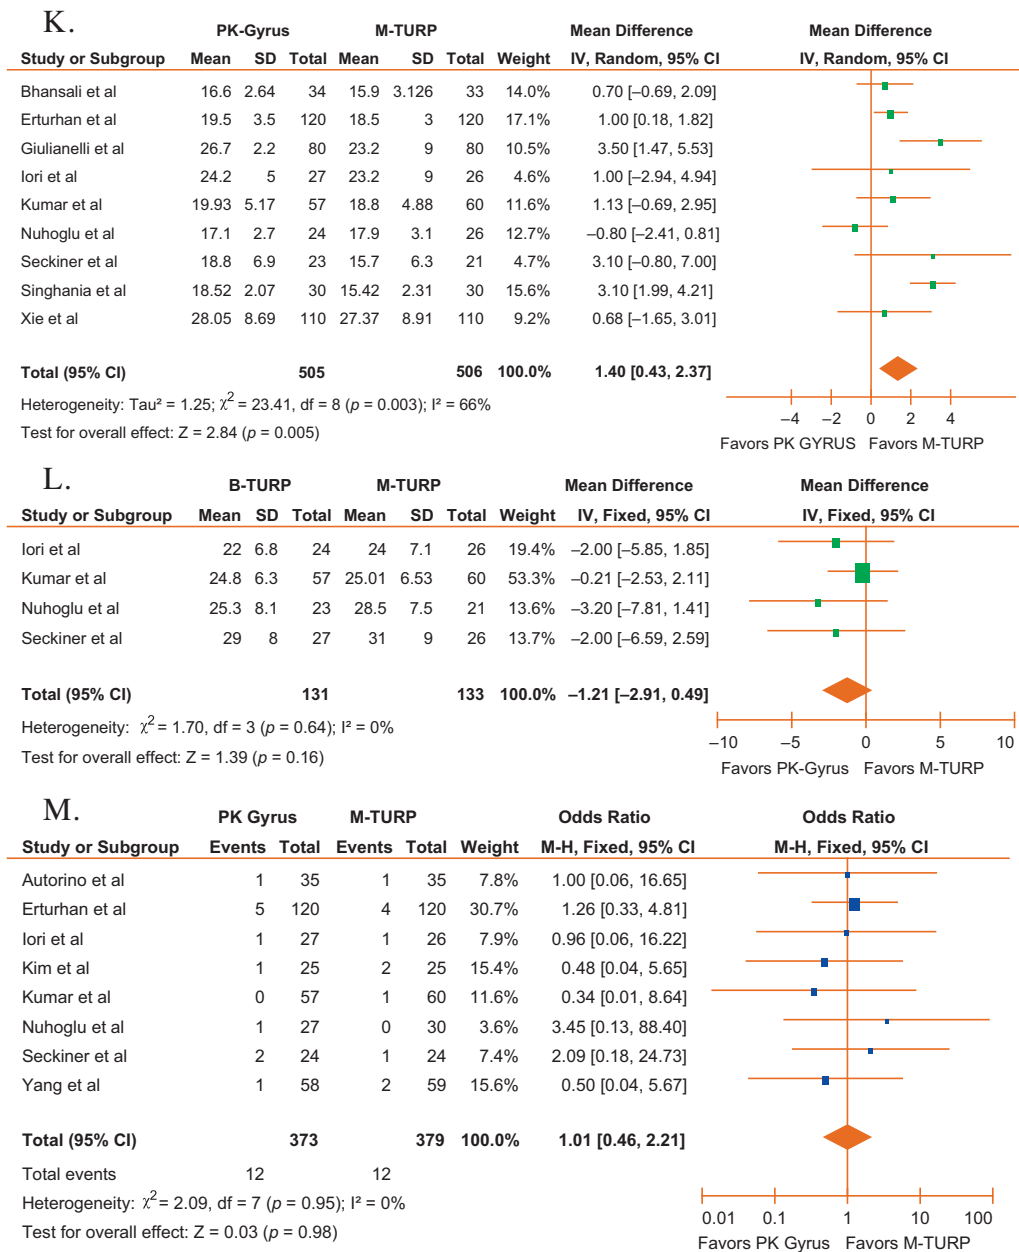 K.
PK-Gyrus M-TURP Mean Difference Mean Difference
Study or Subgroup Mean SD Total Mean SD Total Weight IV, Random, 95% CI IV, Random, 95% CI
Bhansali et al 16.6 2.64 34 15.9 3.126 33 14.0% 0.70 [–0.69, 2.09]
Erturhan et al 19.5 3.5 120 18.5 3 120 17.1% 1.00 [0.18, 1.82]
Giulianelli et al 26.7 2.2 80 23.2 9 80 10.5% 3.50 [1.47, 5.53]
Iori et al 24.2 5 27 23.2 9 26 4.6% 1.00 [–2.94, 4.94]
Kumar et al 19.93 5.17 57 18.8 4.88 60 11.6% 1.13 [–0.69, 2.95]
Nuhoglu et al 17.1 2.7 24 17.9 3.1 26 12.7% –0.80 [–2.41, 0.81]
Seckiner et al 18.8 6.9 23 15.7 6.3 21 4.7% 3.10 [–0.80, 7.00]
Singhania et al 18.52 2.07 30 15.42 2.31 30 15.6% 3.10 [1.99, 4.21]
Xie et al 28.05 8.69 110 27.37 8.91 110 9.2% 0.68 [–1.65, 3.01]
Total (95% CI) 505 506 100.0% 1.40 [0.43, 2.37]
Heterogeneity: Tau² = 1.25; χ² = 23.41, df = 8 (p = 0.003); I² = 66%
Test for overall effect: Z = 2.84 (p = 0.005)
–4 –2 0 2 4
Favors PK GYRUS Favors M-TURP
L.
B-TURP M-TURP Mean Difference Mean Difference
Study or Subgroup Mean SD Total Mean SD Total Weight IV, Fixed, 95% CI IV, Fixed, 95% CI
Iori et al 22 6.8 24 24 7.1 26 19.4% –2.00 [–5.85, 1.85]
Kumar et al 24.8 6.3 57 25.01 6.53 60 53.3% –0.21 [–2.53, 2.11]
Nuhoglu et al 25.3 8.1 23 28.5 7.5 21 13.6% –3.20 [–7.81, 1.41]
Seckiner et al 29 8 27 31 9 26 13.7% –2.00 [–6.59, 2.59]
Total (95% CI) 131 133 100.0% –1.21 [–2.91, 0.49]
Heterogeneity: χ² = 1.70, df = 3 (p = 0.64); I² = 0%
Test for overall effect: Z = 1.39 (p = 0.16)
–10 –5 0 5 10
Favors PK-Gyrus Favors M-TURP
M.
PK Gyrus M-TURP Odds Ratio Odds Ratio
Study or Subgroup Events Total Events Total Weight M-H, Fixed, 95% CI M-H, Fixed, 95% CI
Autorino et al 1 35 1 35 7.8% 1.00 [0.06, 16.65]
Erturhan et al 5 120 4 120 30.7% 1.26 [0.33, 4.81]
Iori et al 1 27 1 26 7.9% 0.96 [0.06, 16.22]
Kim et al 1 25 2 25 15.4% 0.48 [0.04, 5.65]
Kumar et al 0 57 1 60 11.6% 0.34 [0.01, 8.64]
Nuhoglu et al 1 27 0 30 3.6% 3.45 [0.13, 88.40]
Seckiner et al 2 24 1 24 7.4% 2.09 [0.18, 24.73]
Yang et al 1 58 2 59 15.6% 0.50 [0.04, 5.67]
Total (95% CI) 373 379 100.0% 1.01 [0.46, 2.21]
Total events 12 12
Heterogeneity: χ² = 2.09, df = 7 (p = 0.95); I² = 0%
Test for overall effect: Z = 0.03 (p = 0.98)
0.01 0.1 1 10 100
Favors PK Gyrus Favors M-TURP